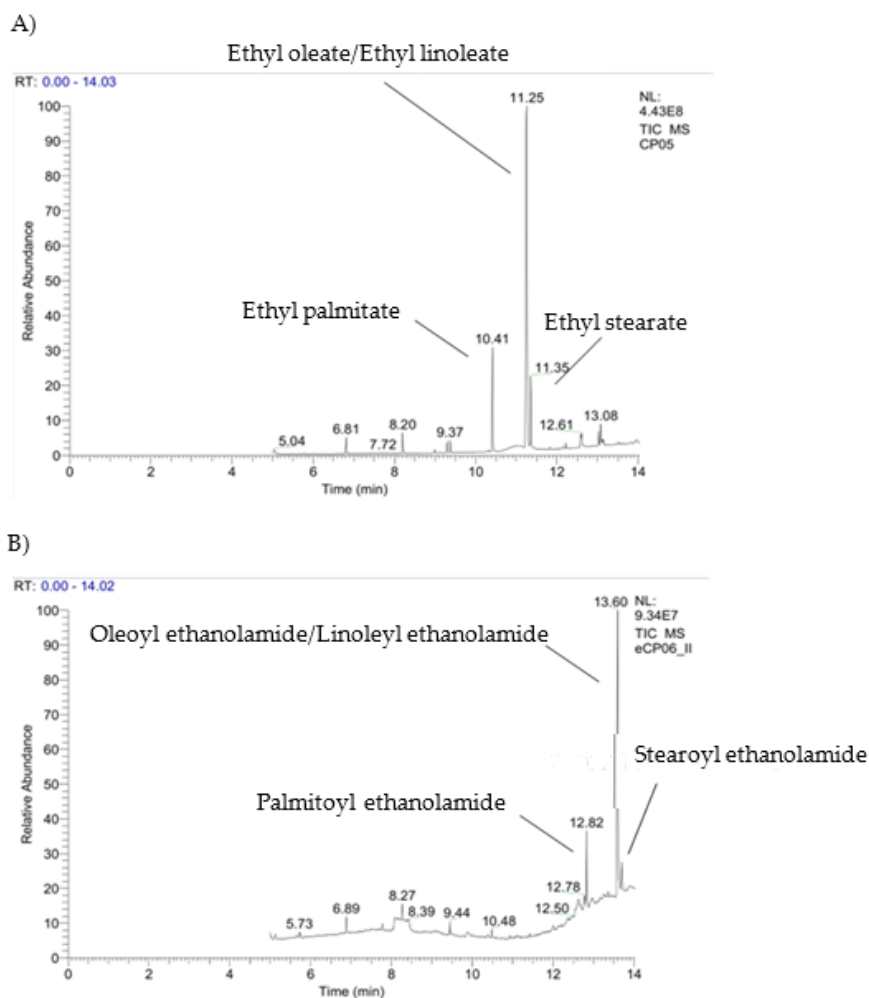 A)
Ethyl oleate/Ethyl linoleate
RT: 0.00 - 14.03
NL:
4.43E8
TIC MS
CP05
Relative Abundance
100
90
80
70
60
50
40
30
20
10
0
11.25
Ethyl palmitate
Ethyl stearate
10.41
11.35
5.04
6.81
7.72
8.20
9.37
12.61
13.08
0
2
4
6
8
10
12
14
Time (min)
B)
RT: 0.00 - 14.02
13.60
NL:
9.34E7
TIC MS
eCP06_II
Relative Abundance
100
90
80
70
60
50
40
30
20
10
0
Oleoyl ethanolamide/Linoleyl ethanolamide
Stearoyl ethanolamide
Palmitoyl ethanolamide
12.82
12.78
12.50
5.73
6.89
8.27
8.39
9.44
10.48
0
2
4
6
8
10
12
14
Time (min)